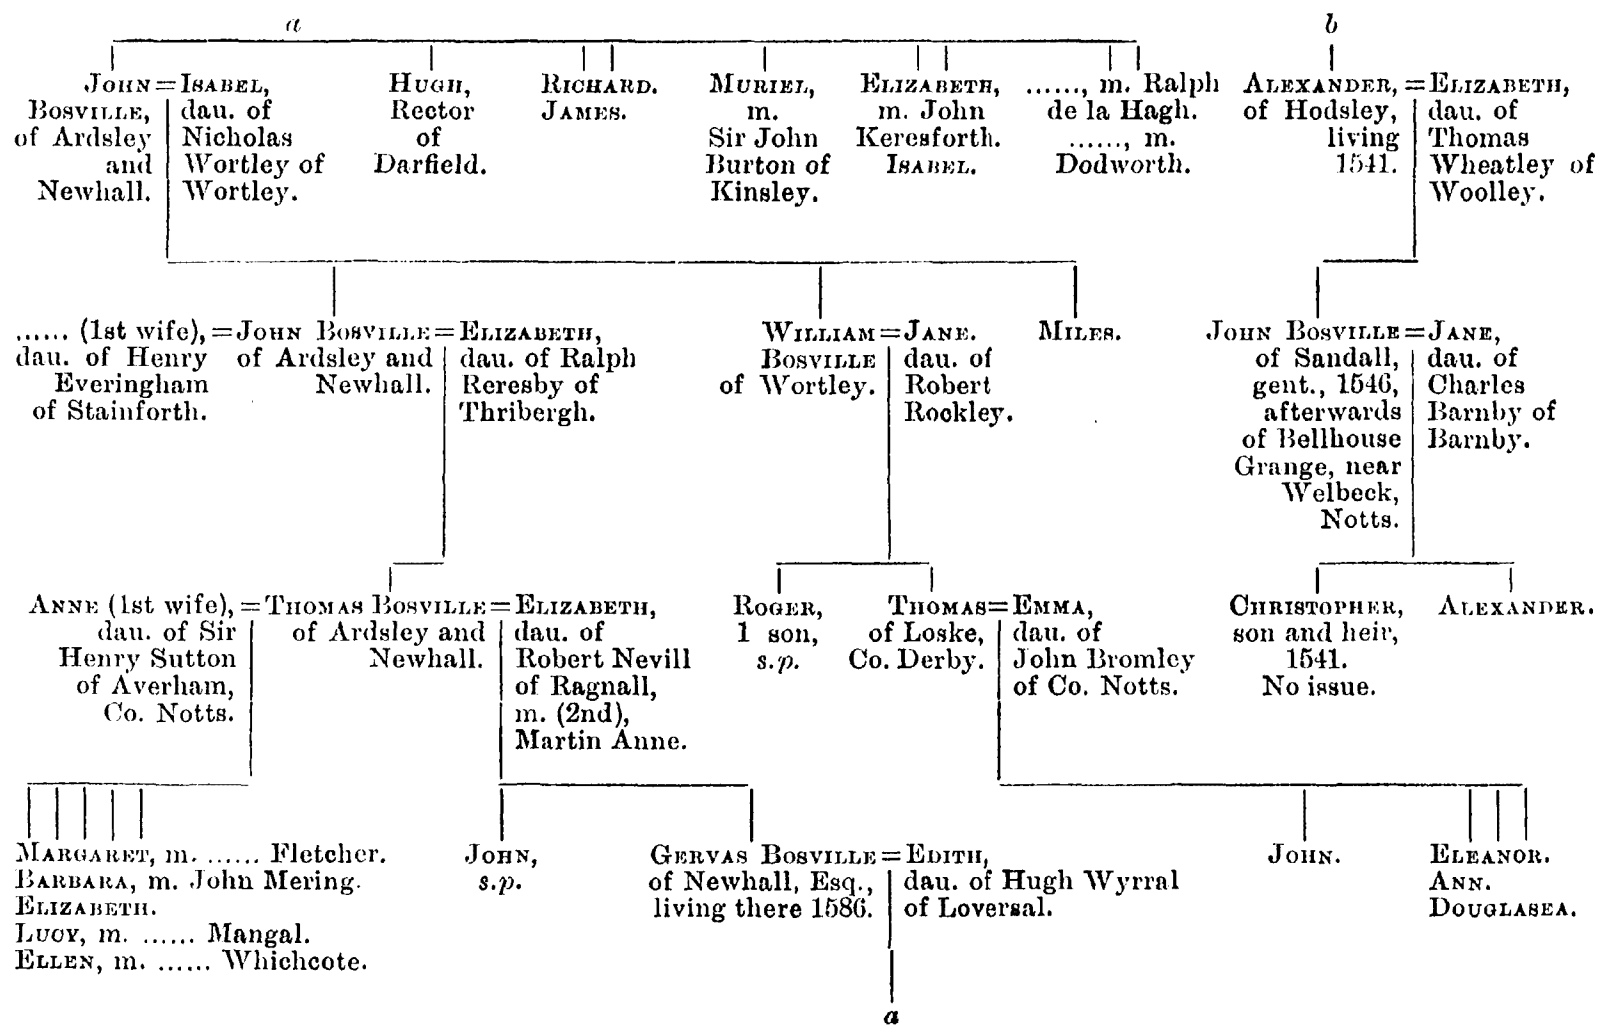 a
b
JOHN = ISABEL,
BOSVILLE, dau. of
of Ardsley Nicholas
and Wortley of
Newhall. Wortley.
HUGH,
Rector
of
Darfield.
RICHARD.
JAMES.
MURIEL,
m.
Sir John
Burton of
Kinsley.
ELIZABETH,
m. John
Keresforth.
ISABEL.
......, m. Ralph
de la Hagh.
......, m.
Dodworth.
ALEXANDER, = ELIZABETH,
of Hodsley, dau. of
living Thomas
1541. Wheatley of
Woolley.
...... (1st wife), = JOHN BOSVILLE = ELIZABETH,
dau. of Henry of Ardsley and dau. of Ralph
Everingham Newhall. Reresby of
of Stainforth. Thribergh.
WILLIAM = JANE.
BOSVILLE dau. of
of Wortley. Robert
Rockley.
MILES.
JOHN BOSVILLE = JANE,
of Sandall, dau. of
gent., 1546, Charles
afterwards Barnby of
of Bellhouse Barnby.
Grange, near
Welbeck,
Notts.
ANNE (1st wife), = THOMAS BOSVILLE = ELIZABETH,
dau. of Sir of Ardsley and dau. of
Henry Sutton Newhall. Robert Nevill
of Averham, of Ragnall,
Co. Notts. m. (2nd),
Martin Anne.
ROGER,
1 son,
s.p.
THOMAS = EMMA,
of Loske, dau. of
Co. Derby. John Bromley
of Co. Notts.
CHRISTOPHER,
son and heir,
1541.
No issue.
ALEXANDER.
MARGARET, m. ...... Fletcher.
BARBARA, m. John Mering.
ELIZABETH.
LUCY, m. ...... Mangal.
ELLEN, m. ...... Whichcote.
JOHN,
s.p.
GERVAS BOSVILLE = EDITH,
of Newhall, Esq., dau. of Hugh Wyrral
living there 1586. of Loversal.
JOHN.
ELEANOR.
ANN.
DOUGLASEA.
a